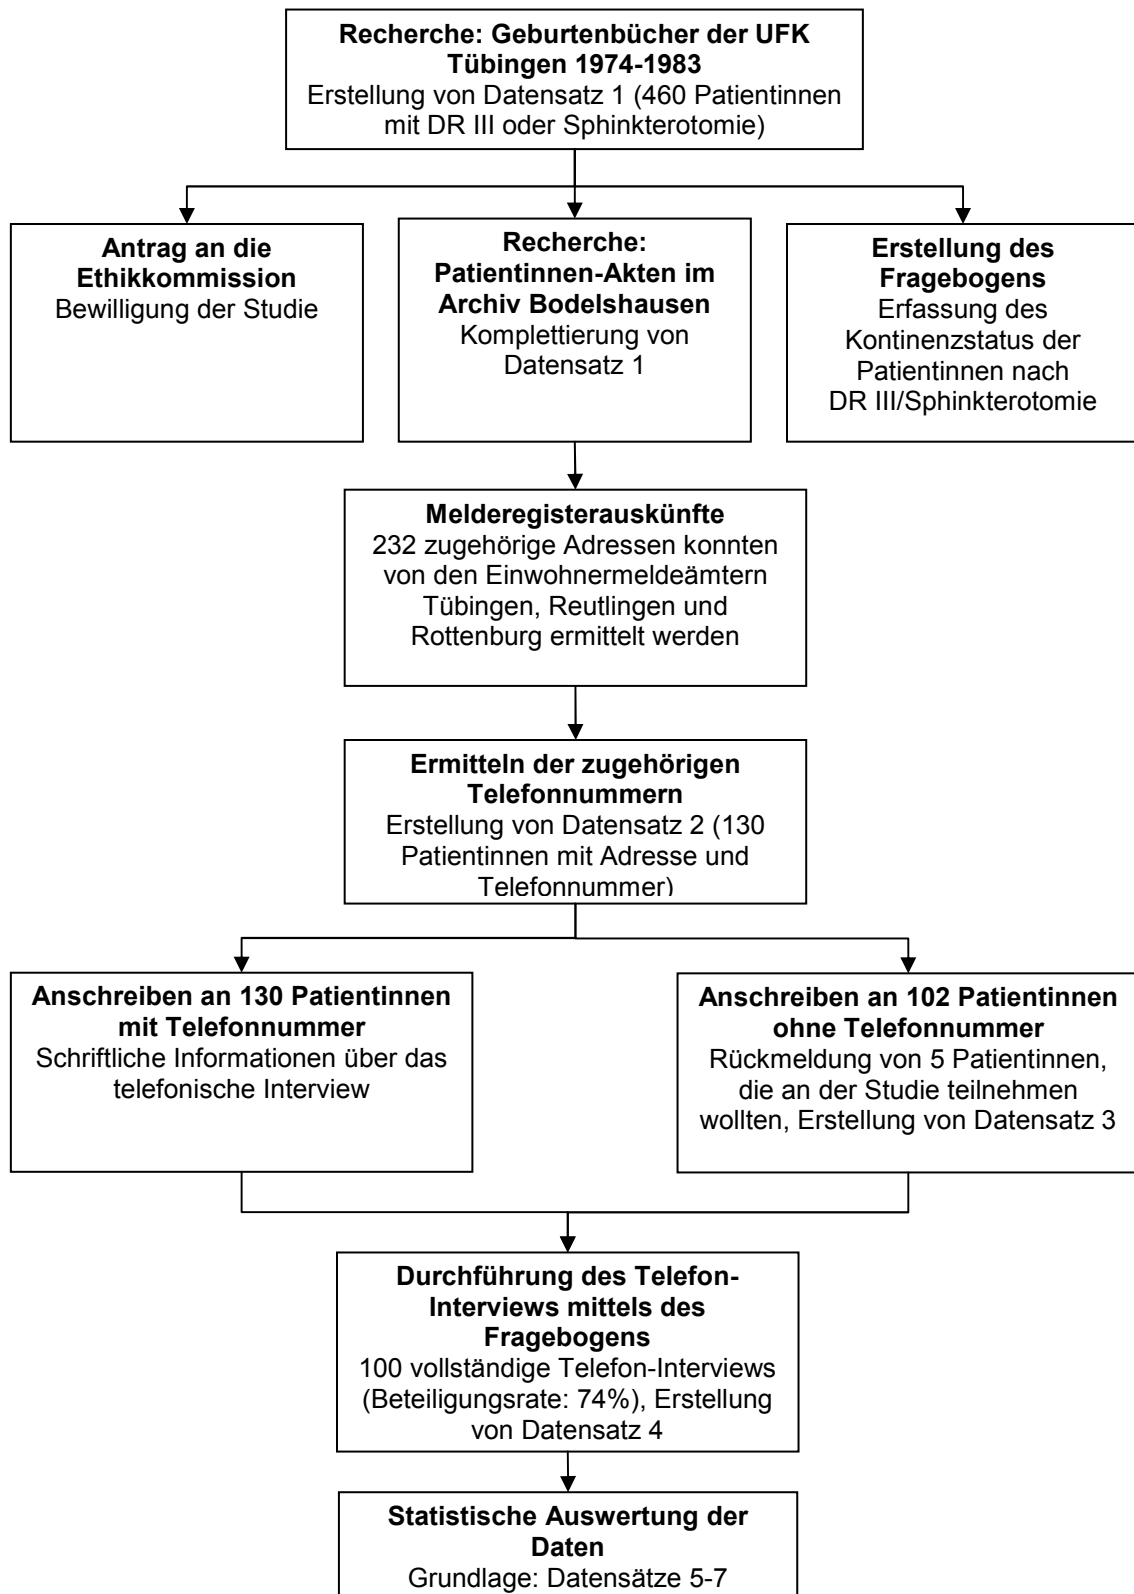 Recherche: Geburtenbücher der UFK
Tübingen 1974-1983
Erstellung von Datensatz 1 (460 Patientinnen
mit DR III oder Sphinkterotomie)
Antrag an die
Ethikkommission
Bewilligung der Studie
Recherche:
Patientinnen-Akten im
Archiv Bodelshausen
Komplettierung von
Datensatz 1
Erstellung des
Fragebogens
Erfassung des
Kontinenzstatus der
Patientinnen nach
DR III/Sphinkterotomie
Melderegisterauskünfte
232 zugehörige Adressen konnten
von den Einwohnermeldeämtern
Tübingen, Reutlingen und
Rottenburg ermittelt werden
Ermitteln der zugehörigen
Telefonnummern
Erstellung von Datensatz 2 (130
Patientinnen mit Adresse und
Telefonnummer)
Anschreiben an 130 Patientinnen
mit Telefonnummer
Schriftliche Informationen über das
telefonische Interview
Anschreiben an 102 Patientinnen
ohne Telefonnummer
Rückmeldung von 5 Patientinnen,
die an der Studie teilnehmen
wollten, Erstellung von Datensatz 3
Durchführung des Telefon-
Interviews mittels des
Fragebogens
100 vollständige Telefon-Interviews
(Beteiligungsrate: 74%), Erstellung
von Datensatz 4
Statistische Auswertung der
Daten
Grundlage: Datensätze 5-7